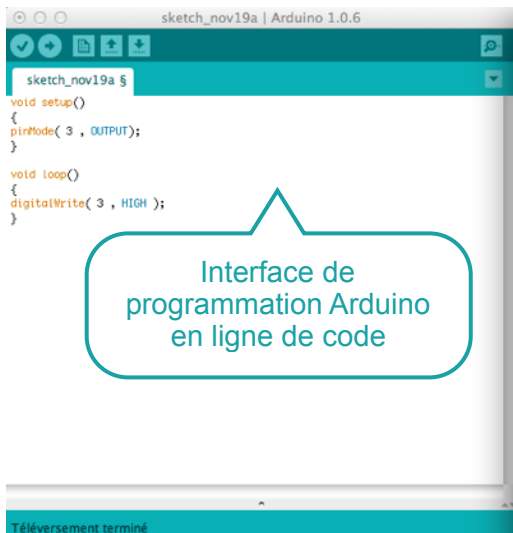 sketch_nov19a | Arduino 1.0.6
sketch_nov19a §
void setup()
{
pinMode( 3 , OUTPUT);
}
void loop()
{
digitalWrite( 3 , HIGH );
}
Interface de
programmation Arduino
en ligne de code
Téléversement terminé